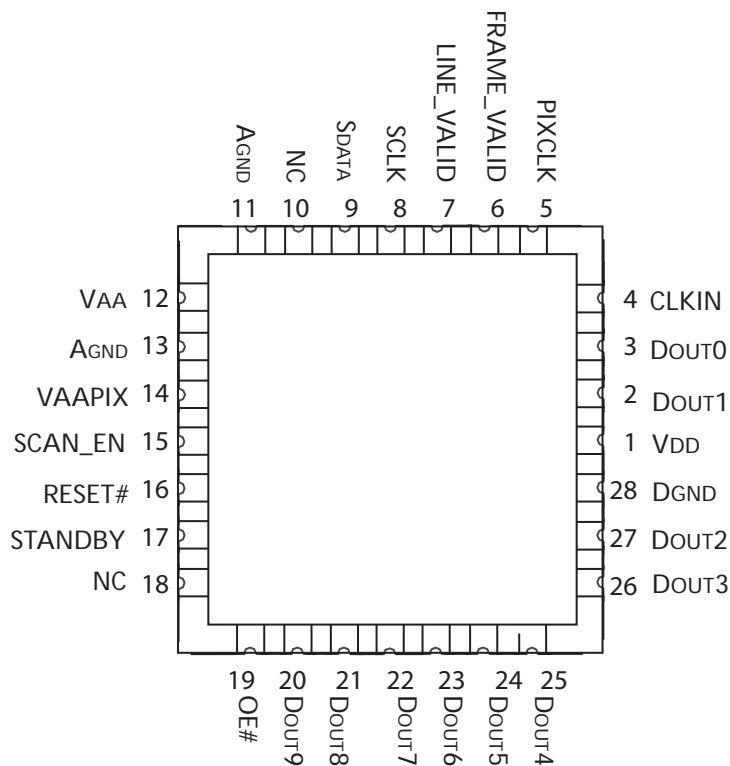 AGND NC SDATA SCLK LINE_VALID FRAME_VALID PIXCLK
11 10 9 8 7 6 5
VAA 12
AGND 13
VAAPIX 14
SCAN_EN 15
RESET# 16
STANDBY 17
NC 18
4 CLKIN
3 DOUT0
2 DOUT1
1 VDD
28 DGND
27 DOUT2
26 DOUT3
19 20 21 22 23 24 25
OE# DOUT9 DOUT8 DOUT7 DOUT6 DOUT5 DOUT4